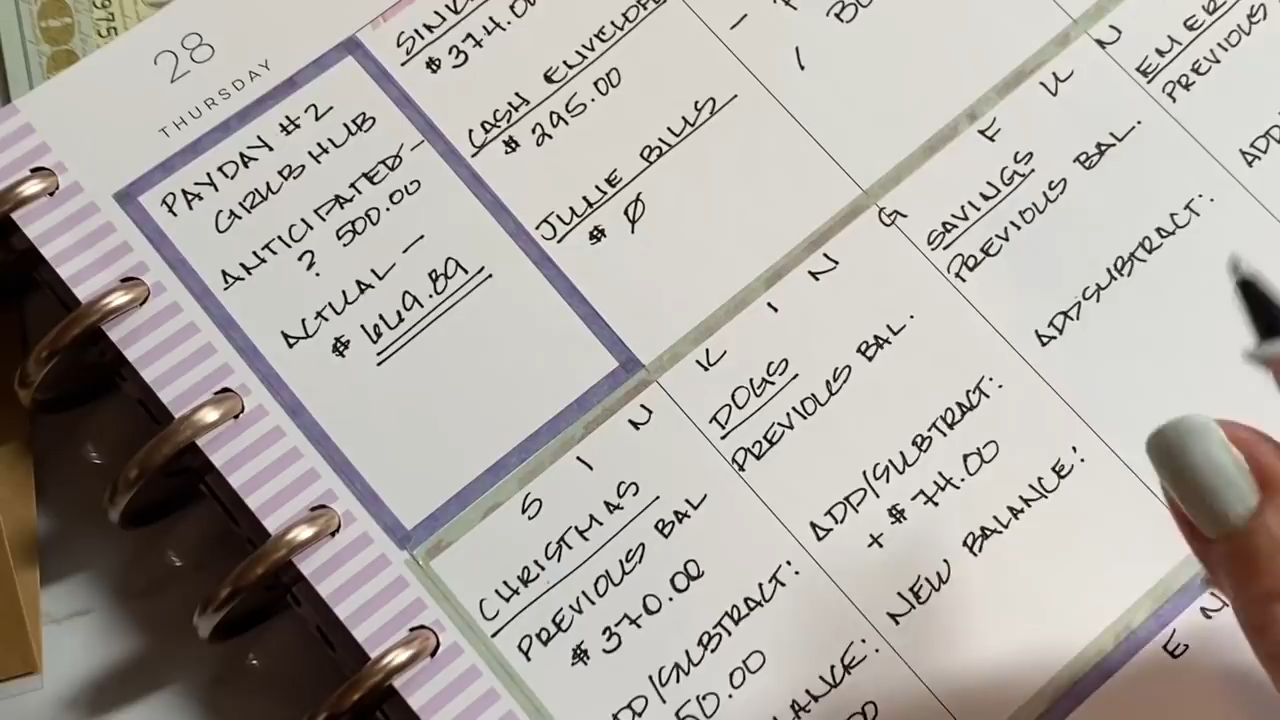 28
THURSDAY
PAYDAY #2
GRUBHUB
ANTICIPATED-
? 500.00
ACTUAL -
$ 669.89
$374.00
CASH
$ 295.00
JULIE BILLS
$ Ø
S I N K I N G F U N
CHRISTMAS
PREVIOUS BAL
$ 370.00
ADD/SUBTRACT:
50.00
DOGS
PREVIOUS BAL.
ADD/SUBTRACT:
+ $ 74.00
NEW BALANCE:
SAVINGS
PREVIOUS BAL.
ADD/SUBTRACT:
PREVIOUS
E N